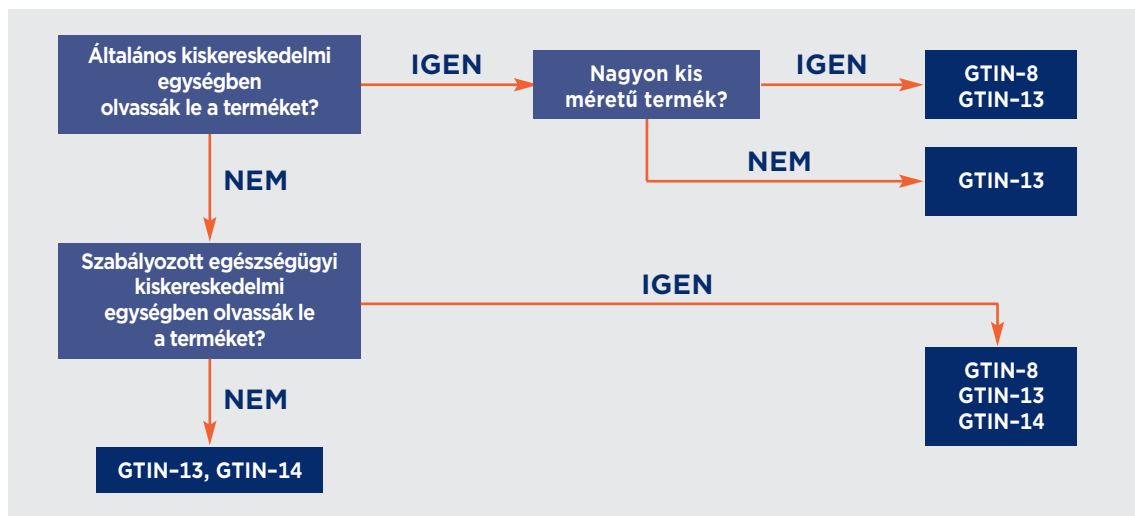 Általános kiskereskedelmi
egységben
olvassák le a terméket?
IGEN
Nagyon kis
méretű termék?
IGEN
GTIN–8
GTIN–13
NEM
GTIN–13
NEM
Szabályozott egészségügyi
kiskereskedelmi
egységben olvassák le
a terméket?
IGEN
GTIN–8
GTIN–13
GTIN–14
NEM
GTIN–13, GTIN–14